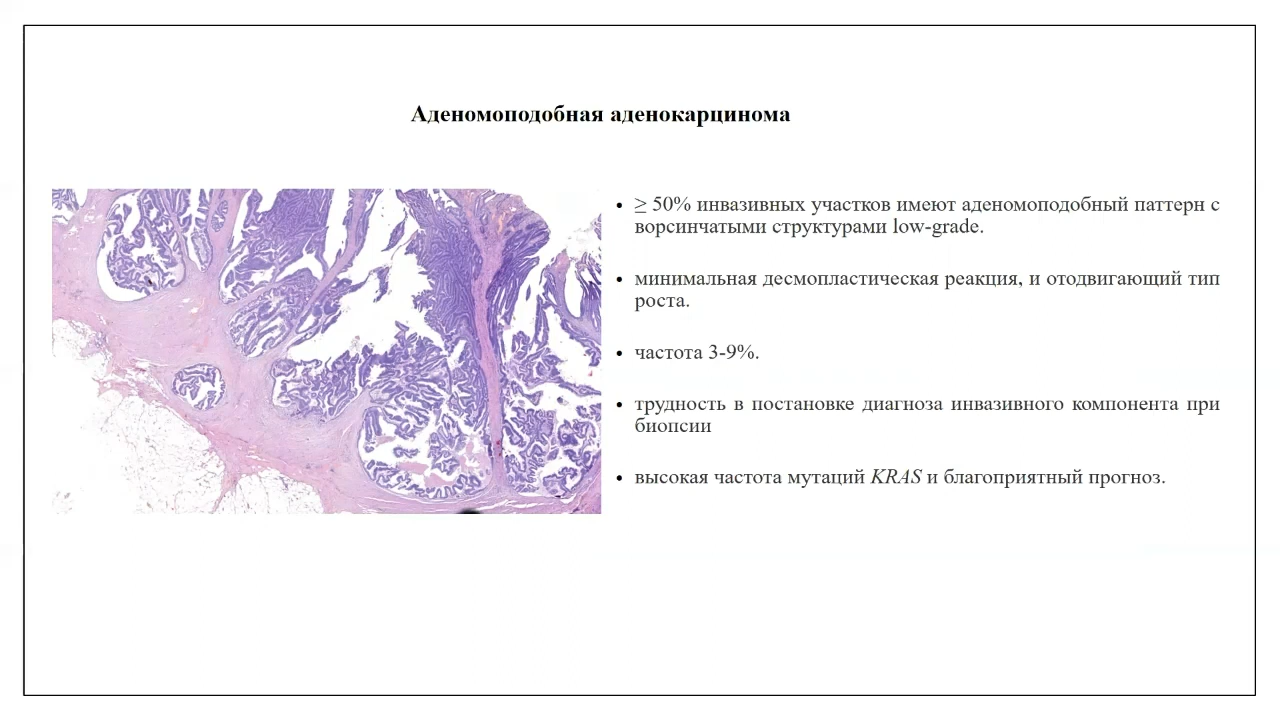 Аденомоподобная аденокарцинома
• ≥ 50% инвазивных участков имеют аденомоподобный паттерн с
ворсинчатыми структурами low-grade.
• минимальная десмопластическая реакция, и отодвигающий тип
роста.
• частота 3-9%.
• трудность в постановке диагноза инвазивного компонента при
биопсии
• высокая частота мутаций KRAS и благоприятный прогноз.